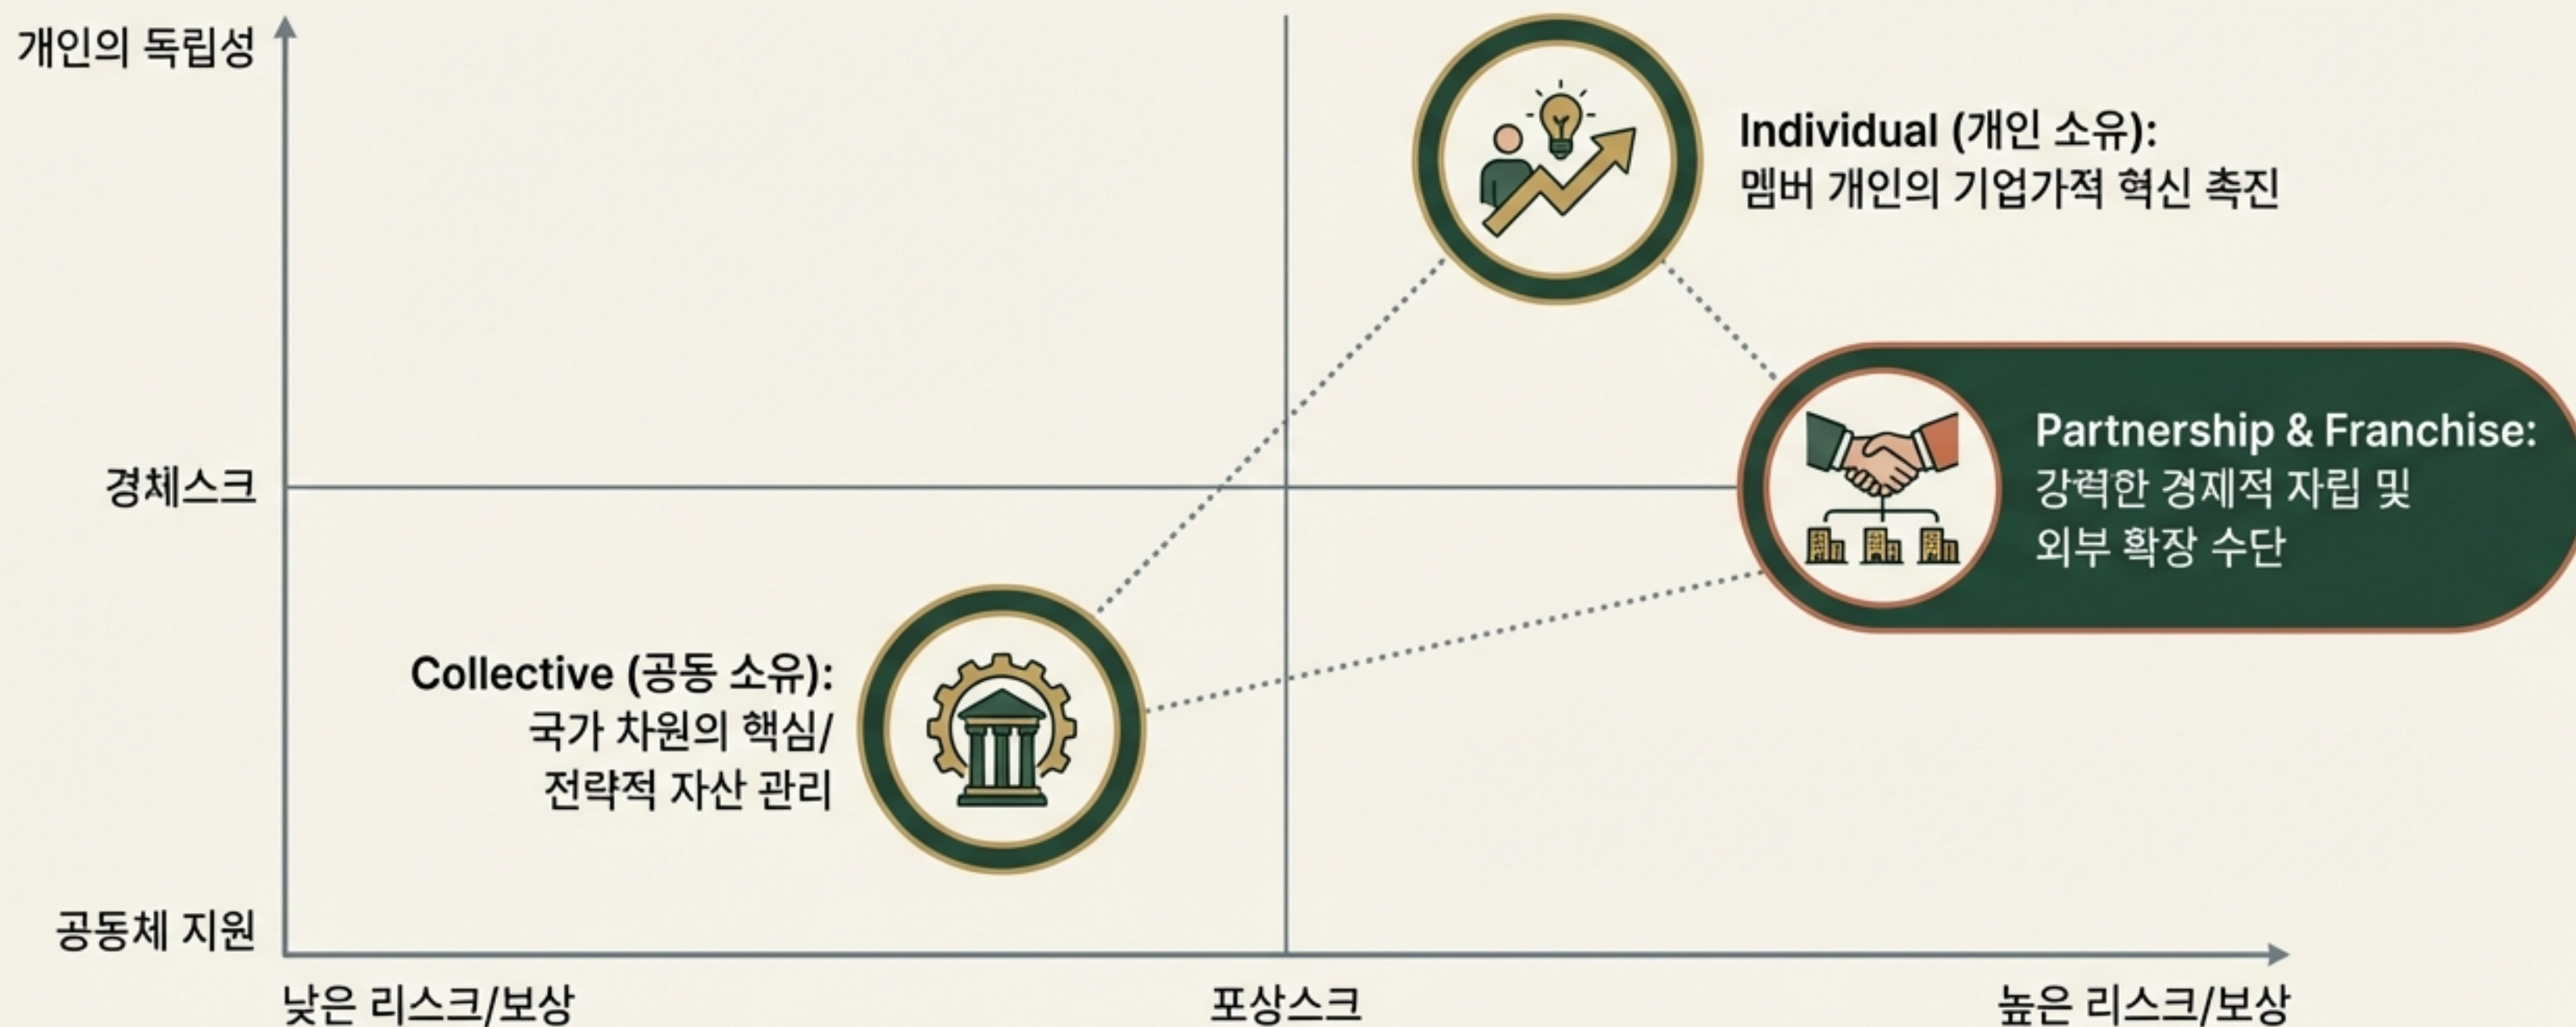 개인의 독립성
Individual (개인 소유):
멤버 개인의 기업가적 혁신 촉진
경체스크
Partnership & Franchise:
강력한 경제적 자립 및
외부 확장 수단
Collective (공동 소유):
국가 차원의 핵심/
전략적 자산 관리
공동체 지원
낮은 리스크/보상
포상스크
높은 리스크/보상